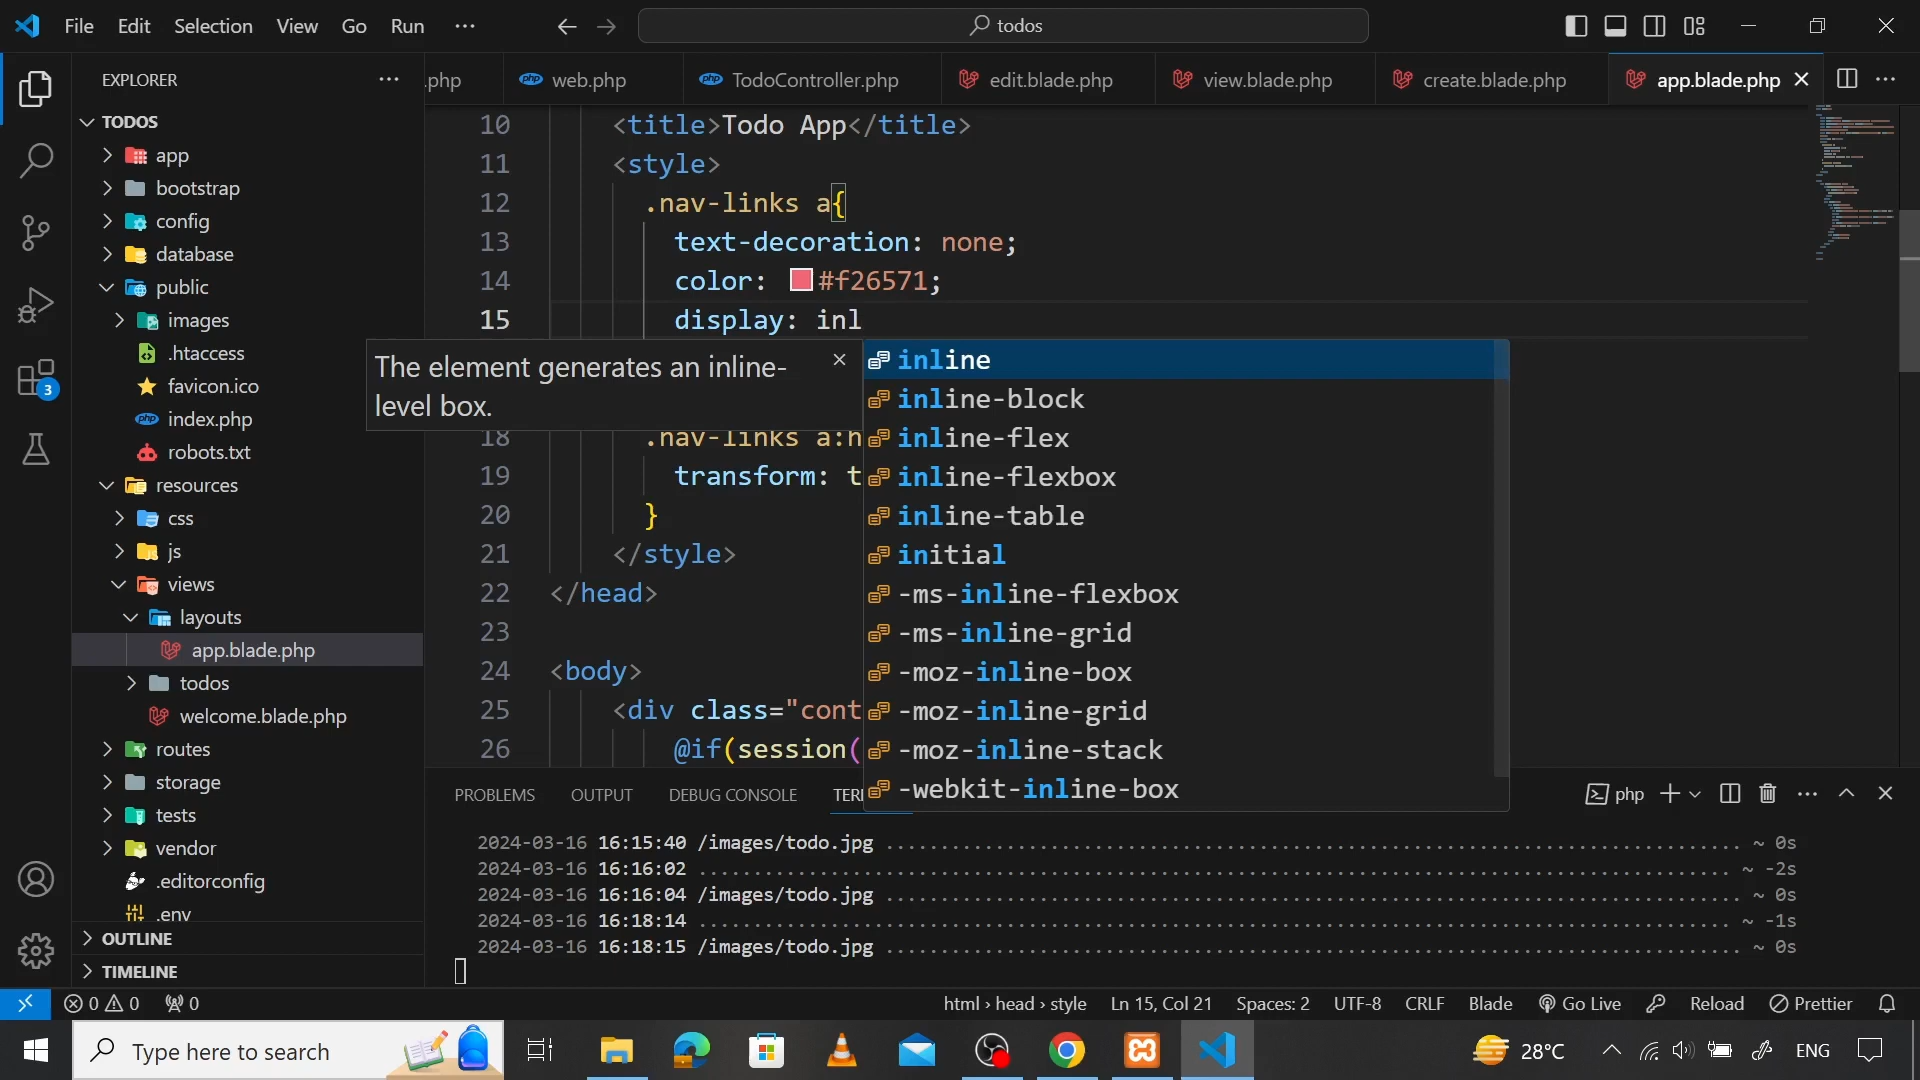 File Edit Selection View Go Run ··· todos
EXPLORER
TODOS
app
bootstrap
config
database
public
images
.htaccess
favicon.ico
index.php
robots.txt
resources
css
js
views
layouts
app.blade.php
todos
welcome.blade.php
routes
storage
tests
vendor
.editorconfig
.env
OUTLINE
TIMELINE
.php web.php TodoController.php edit.blade.php view.blade.php create.blade.php app.blade.php
10 <title>Todo App</title>
11 <style>
12 .nav-links a{
13 text-decoration: none;
14 color: #f26571;
15 display: inl
The element generates an inline-
level box.
inline
inline-block
inline-flex
inline-flexbox
inline-table
initial
-ms-inline-flexbox
-ms-inline-grid
-moz-inline-box
-moz-inline-grid
-moz-inline-stack
-webkit-inline-box
18 .nav-links a:h
19 transform: t
20 }
21 </style>
22 </head>
23
24 <body>
25 <div class="cont
26 @if(session(
PROBLEMS OUTPUT DEBUG CONSOLE TER php
2024-03-16 16:15:40 /images/todo.jpg ~ 0s
2024-03-16 16:16:02 ~ -2s
2024-03-16 16:16:04 /images/todo.jpg ~ 0s
2024-03-16 16:18:14 ~ -1s
2024-03-16 16:18:15 /images/todo.jpg ~ 0s
0 0 0 html › head › style Ln 15, Col 21 Spaces: 2 UTF-8 CRLF Blade Go Live Reload Prettier
3
Type here to search 28°C ENG